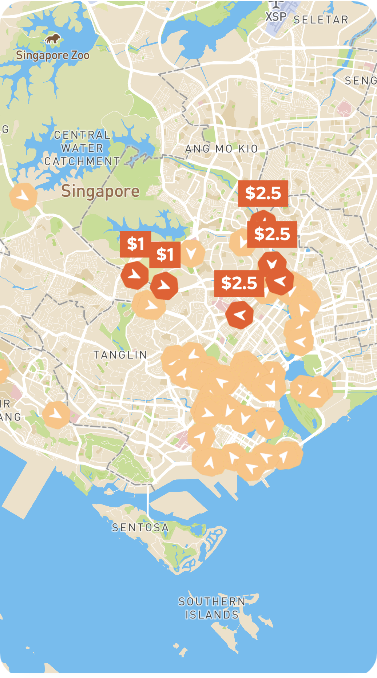 XSP
SELETAR
Singapore Zoo
SENG
G
CENTRAL
WATER
CATCHMENT
ANG MO KIO
Singapore
$2.5
$2.5
$1
$1
$2.5
TANGLIN
IR
ANG
SENTOSA
SOUTHERN
ISLANDS